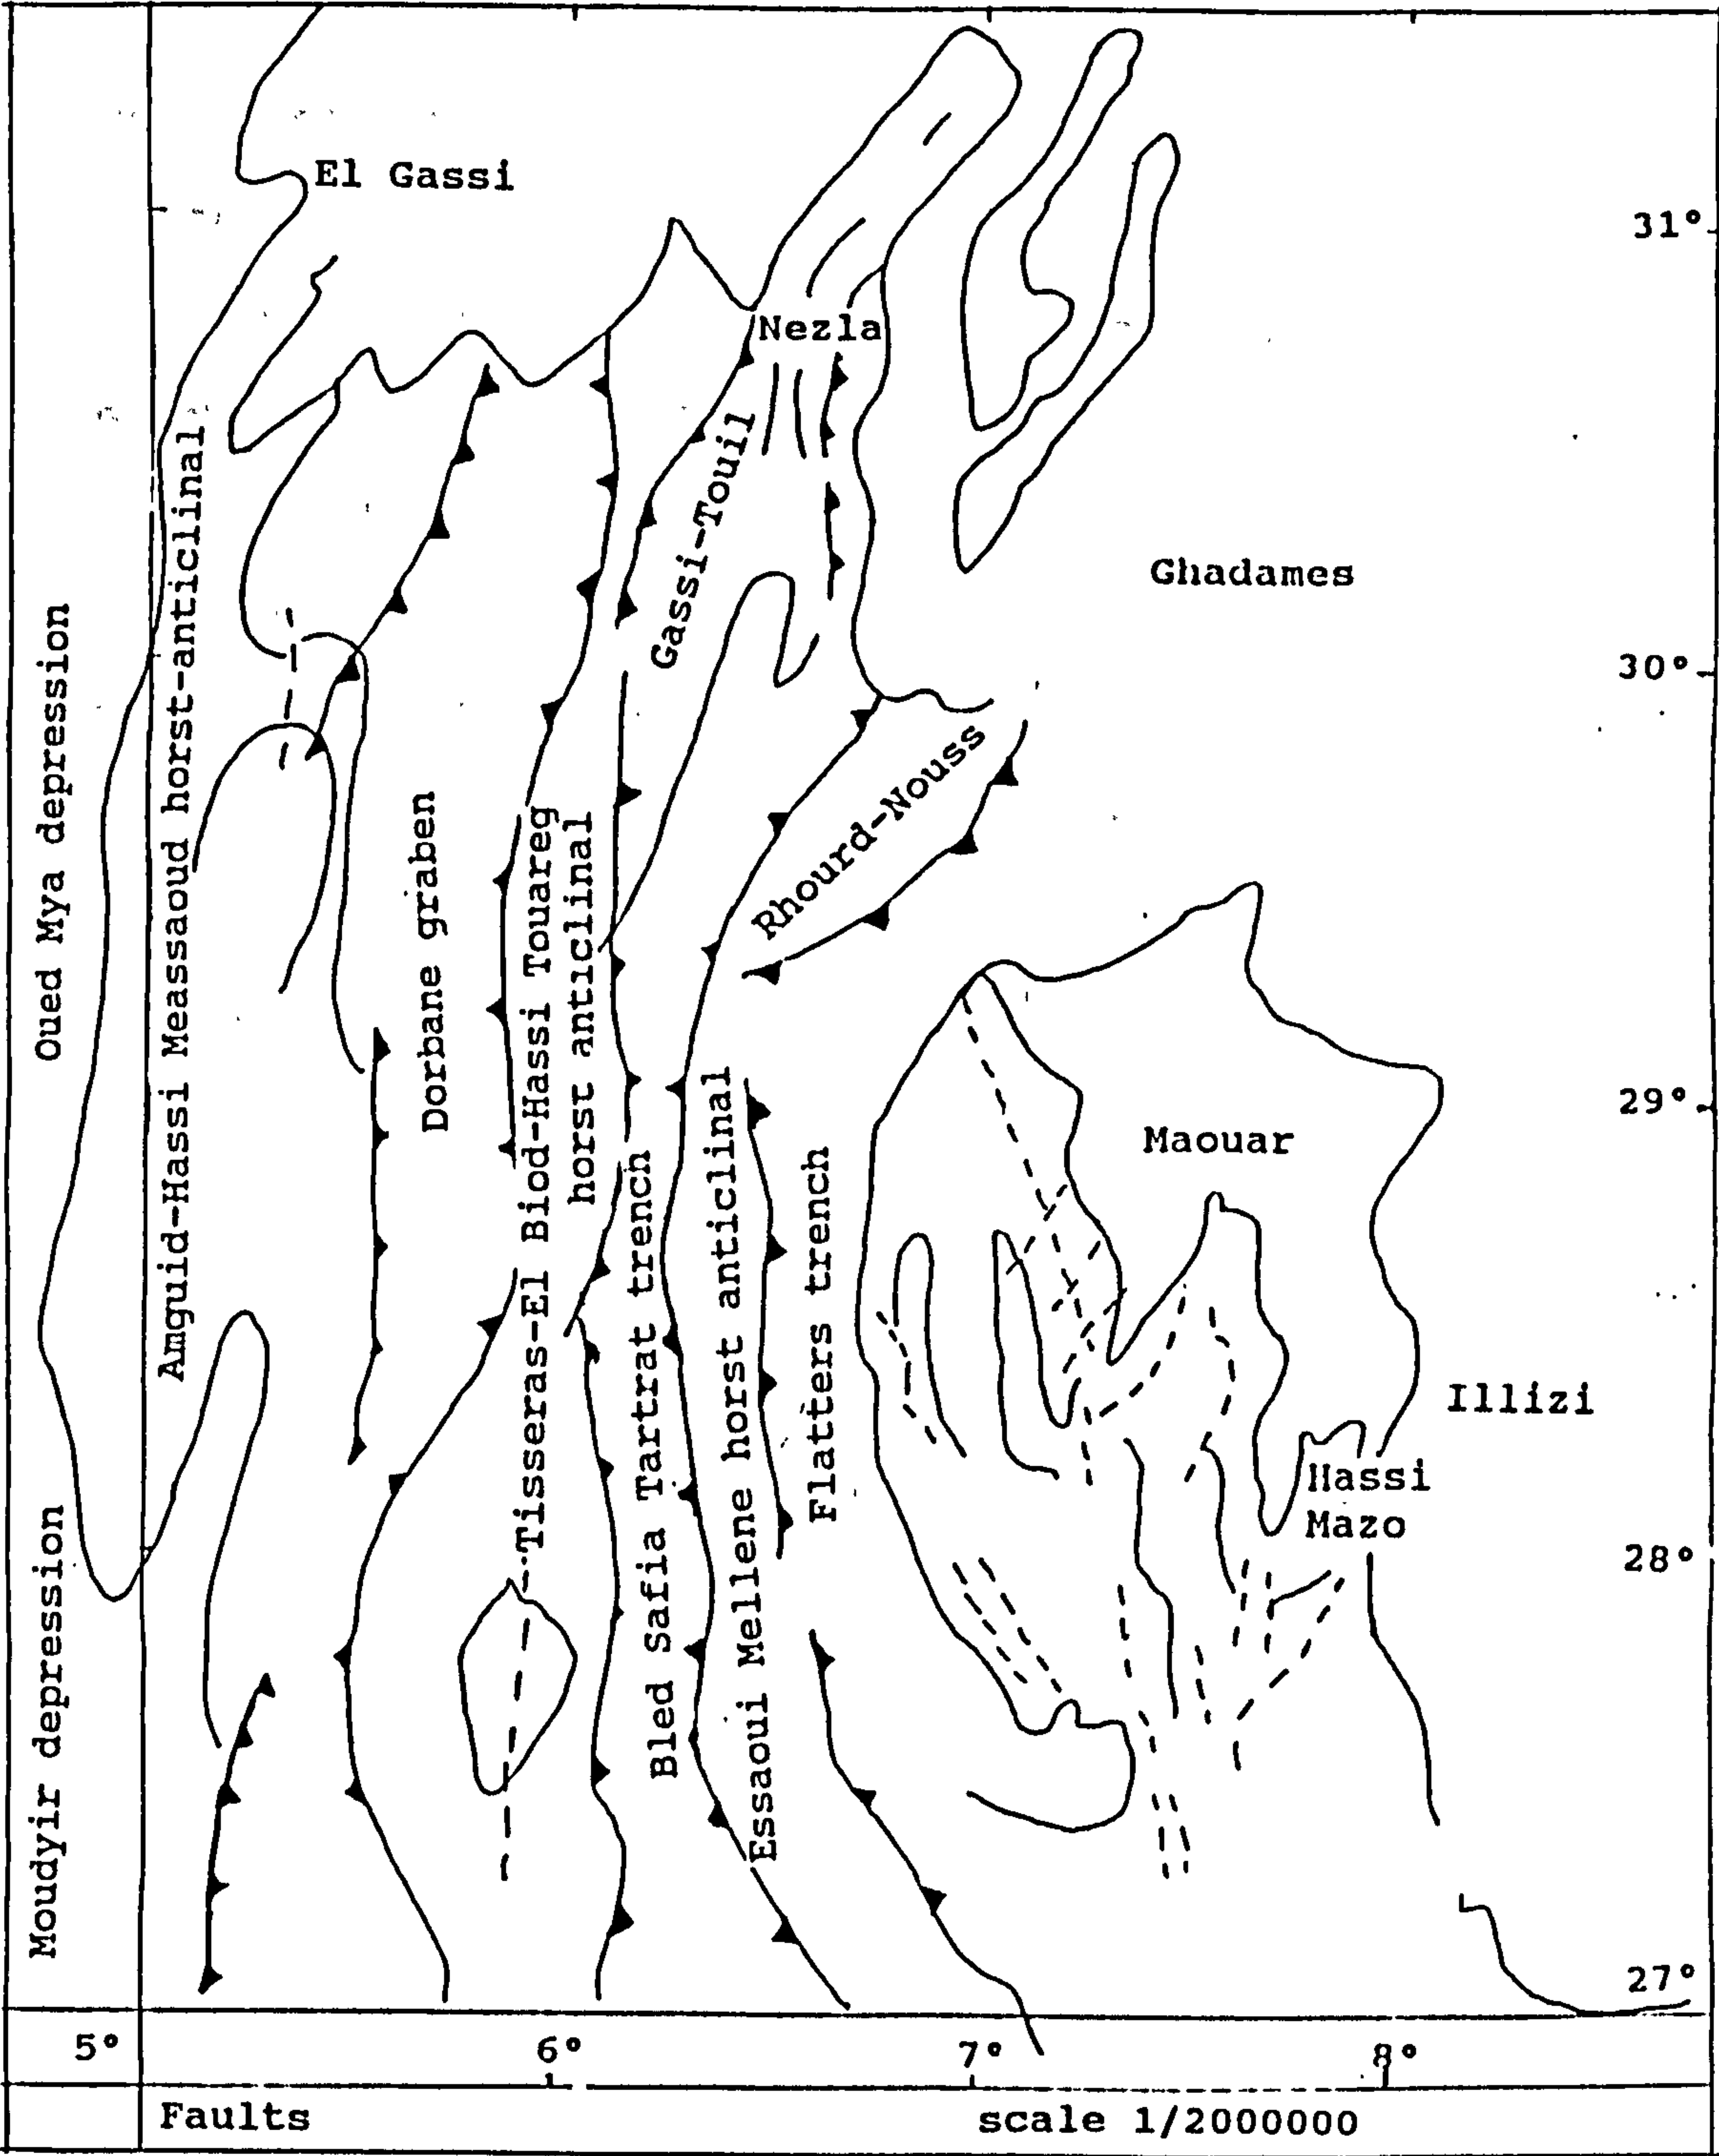 El Gassi
31°
Nezla
Gassi-Touil
Ghadames
30°
Oued Mya depression
Amguid-Hassi Meassaoud horst-anticlinal
Dorbane graben
Tisseras-El Biod-Hassi Touareg
horst anticlinal
Rhourd-Nouss
29°
Maouar
Bled safia Tartrat trench
Essaoui Mellene horst anticlinal
Flatters trench
Illizi
Hassi
Mazo
28°
Moudyir depression
27°
5°
6°
7°
8°
Faults
scale 1/2000000